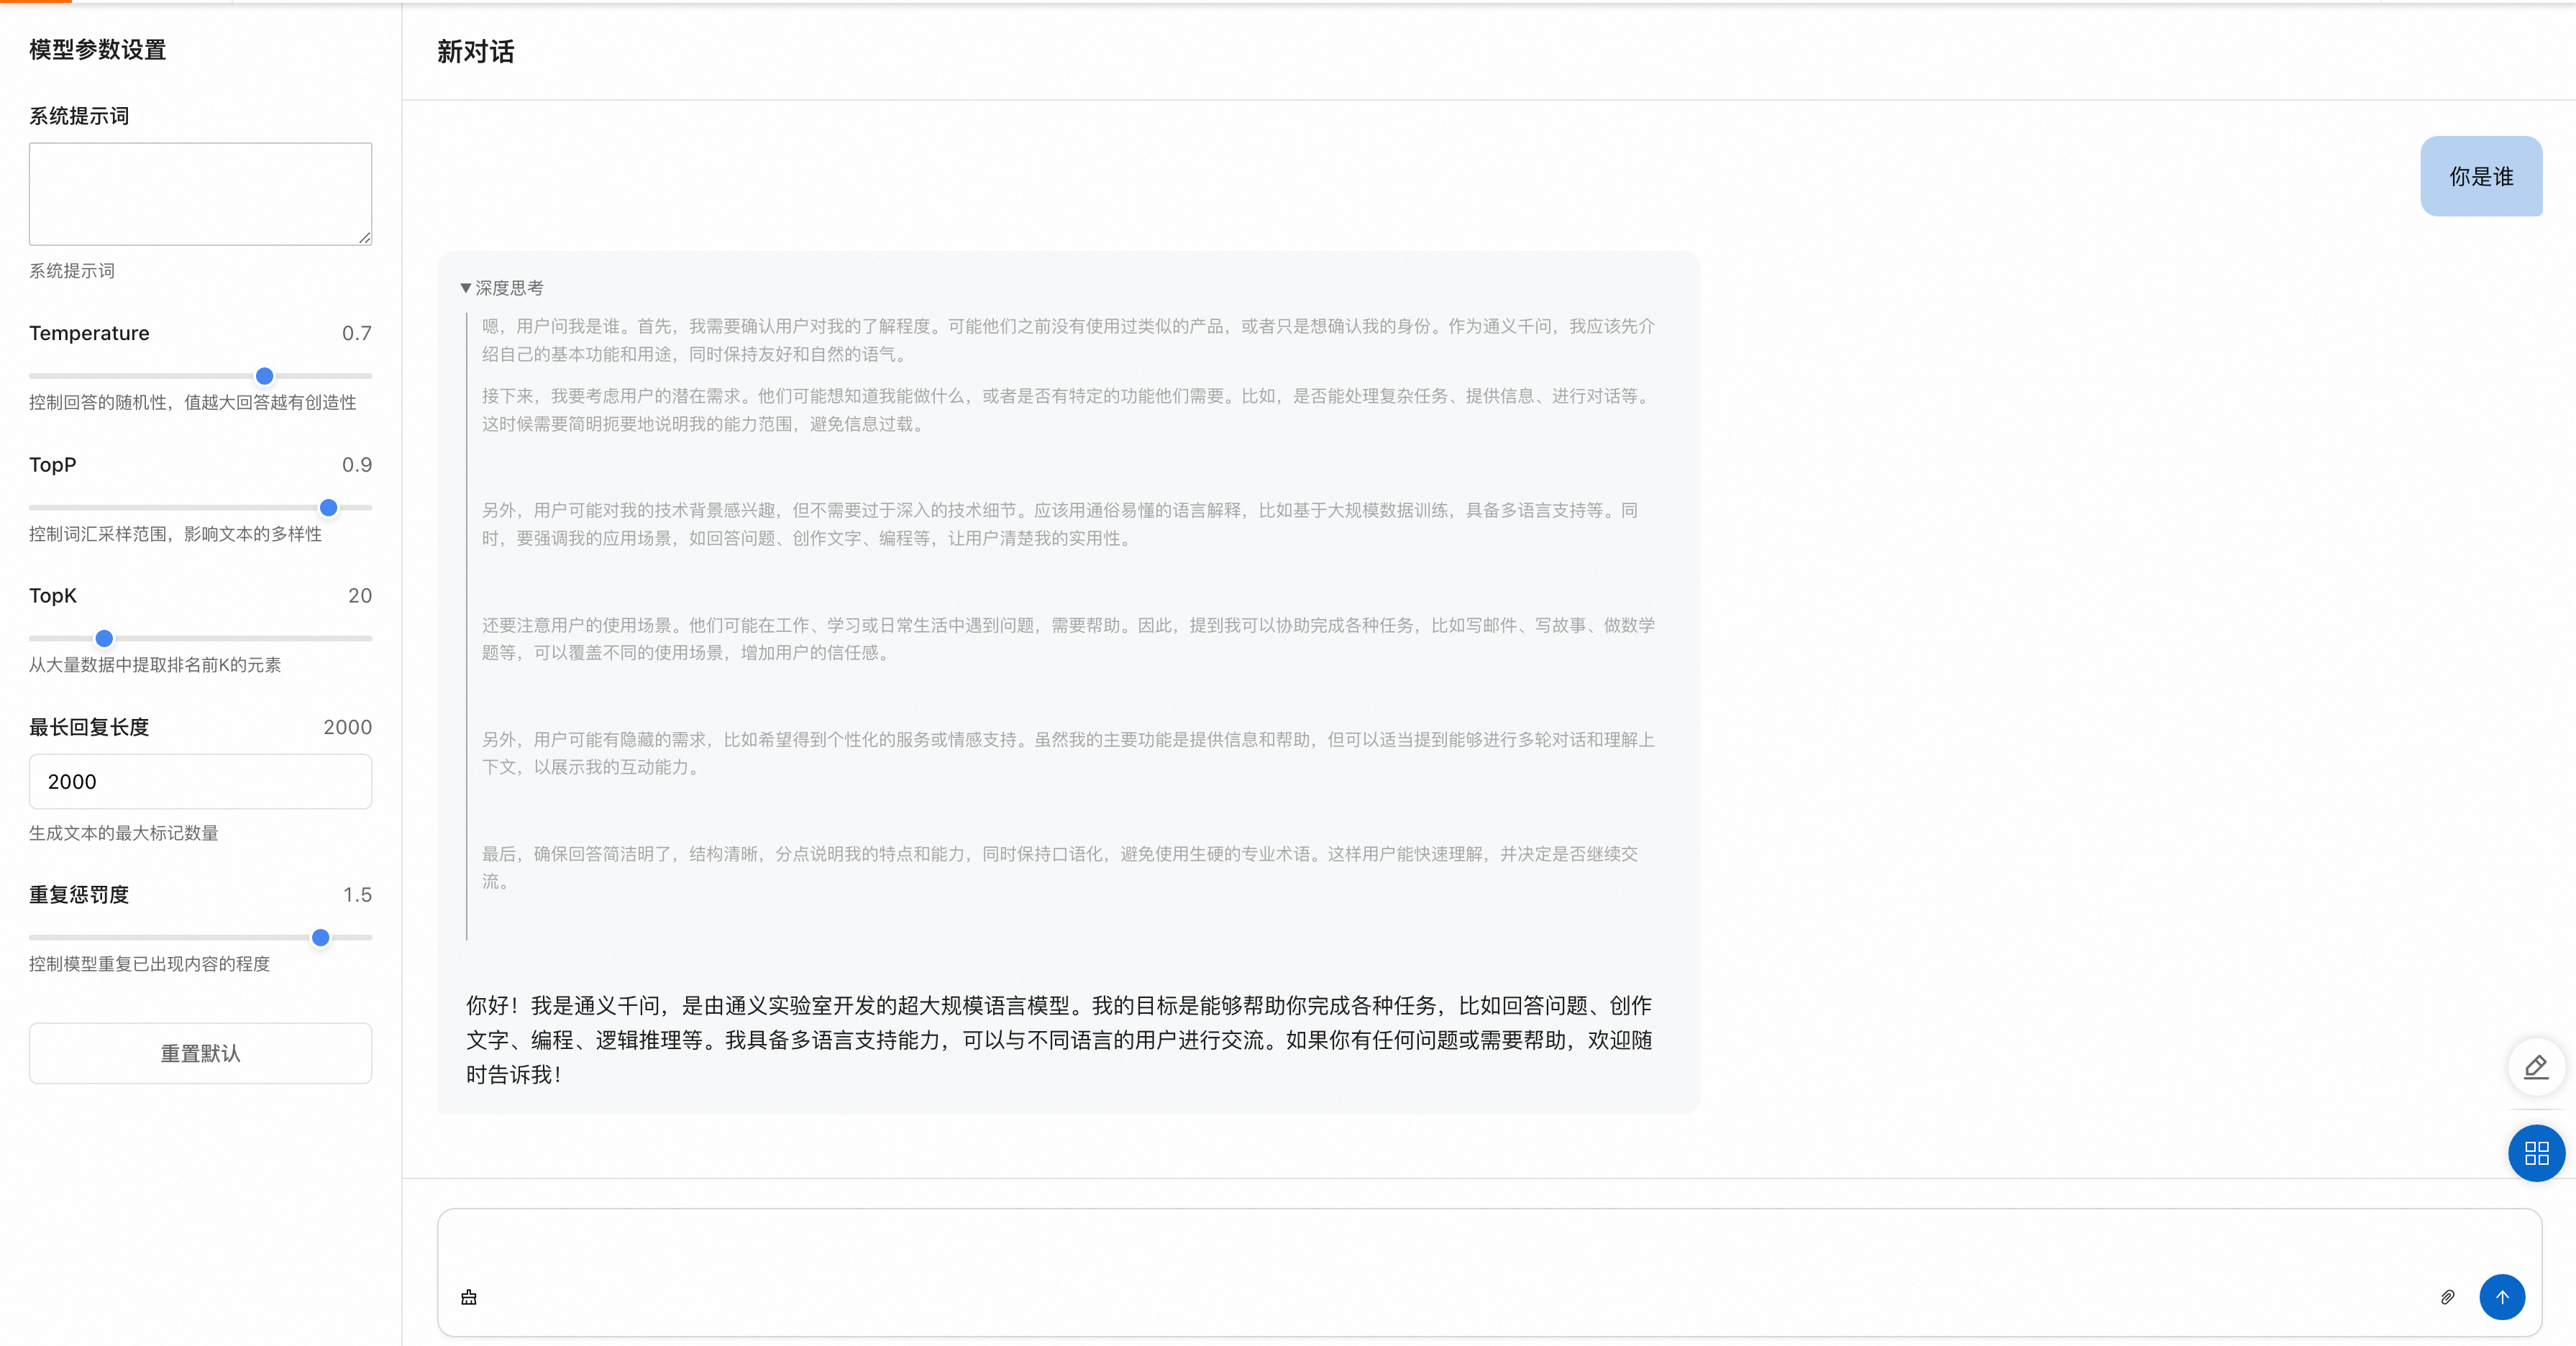 模型参数设置
系统提示词
系统提示词
Temperature 0.7
控制回答的随机性，值越大回答越有创造性
TopP 0.9
控制词汇采样范围，影响文本的多样性
TopK 20
从大量数据中提取排名前K的元素
最长回复长度 2000
2000
生成文本的最大标记数量
重复惩罚度 1.5
控制模型重复已出现内容的程度
重置默认
新对话
你是谁
▼深度思考
嗯，用户问我是谁。首先，我需要确认用户对我的了解程度。可能他们之前没有使用过类似的产品，或者只是想确认我的身份。作为通义千问，我应该先介
绍自己的基本功能和用途，同时保持友好和自然的语气。
接下来，我要考虑用户的潜在需求。他们可能想知道我能做什么，或者是否有特定的功能他们需要。比如，是否能处理复杂任务、提供信息、进行对话等。
这时候需要简明扼要地说明我的能力范围，避免信息过载。
另外，用户可能对我的技术背景感兴趣，但不需要过于深入的技术细节。应该用通俗易懂的语言解释，比如基于大规模数据训练，具备多语言支持等。同
时，要强调我的应用场景，如回答问题、创作文字、编程等，让用户清楚我的实用性。
还要注意用户的使用场景。他们可能在工作、学习或日常生活中遇到问题，需要帮助。因此，提到我可以协助完成各种任务，比如写邮件、写故事、做数学
题等，可以覆盖不同的使用场景，增加用户的信任感。
另外，用户可能有隐藏的需求，比如希望得到个性化的服务或情感支持。虽然我的主要功能是提供信息和帮助，但可以适当提到能够进行多轮对话和理解上
下文，以展示我的互动能力。
最后，确保回答简洁明了，结构清晰，分点说明我的特点和能力，同时保持口语化，避免使用生硬的专业术语。这样用户能快速理解，并决定是否继续交
流。
你好！我是通义千问，是由通义实验室开发的超大规模语言模型。我的目标是能够帮助你完成各种任务，比如回答问题、创作
文字、编程、逻辑推理等。我具备多语言支持能力，可以与不同语言的用户进行交流。如果你有任何问题或需要帮助，欢迎随
时告诉我！